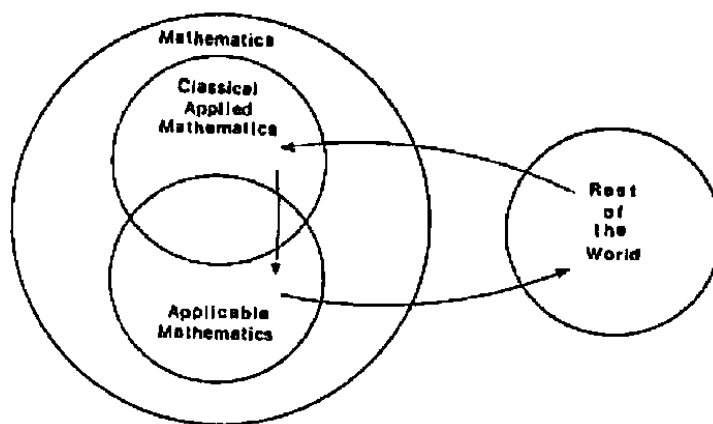 Mathematics
Classical
Applied
Mathematics
Rest
of
the
World
Applicable
Mathematics